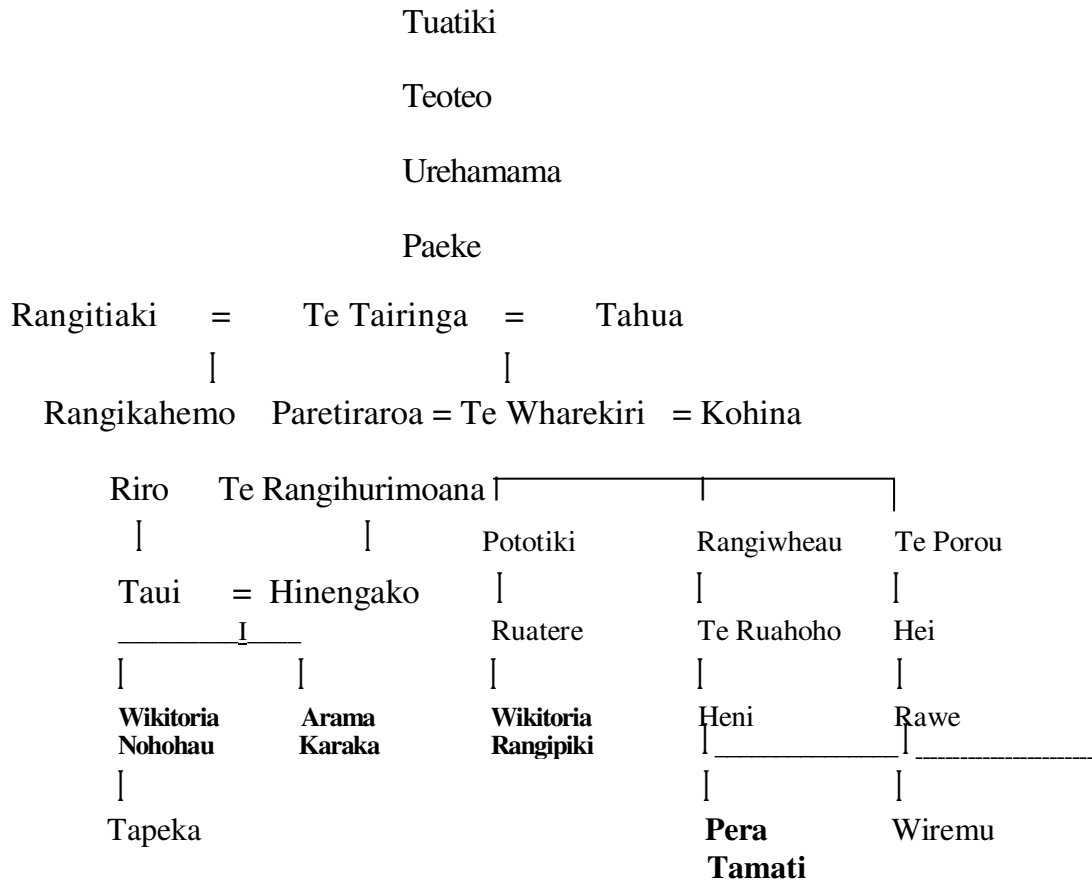 Tuatiki
Teoteo
Urehamama
Paeke
Rangitiaki = Te Tairinga = Tahua
Rangikahemo Paretiraroa = Te Wharekiri = Kohina
Riro Te Rangihurimoana
Pototiki Rangiwheau Te Porou
Taui = Hinengako
Ruatere Te Ruahoho Hei
Wikitoria Arama Wikitoria Heni Rawe
Nohohau Karaka Rangipiki
Tapeka Pera Wiremu
Tamati